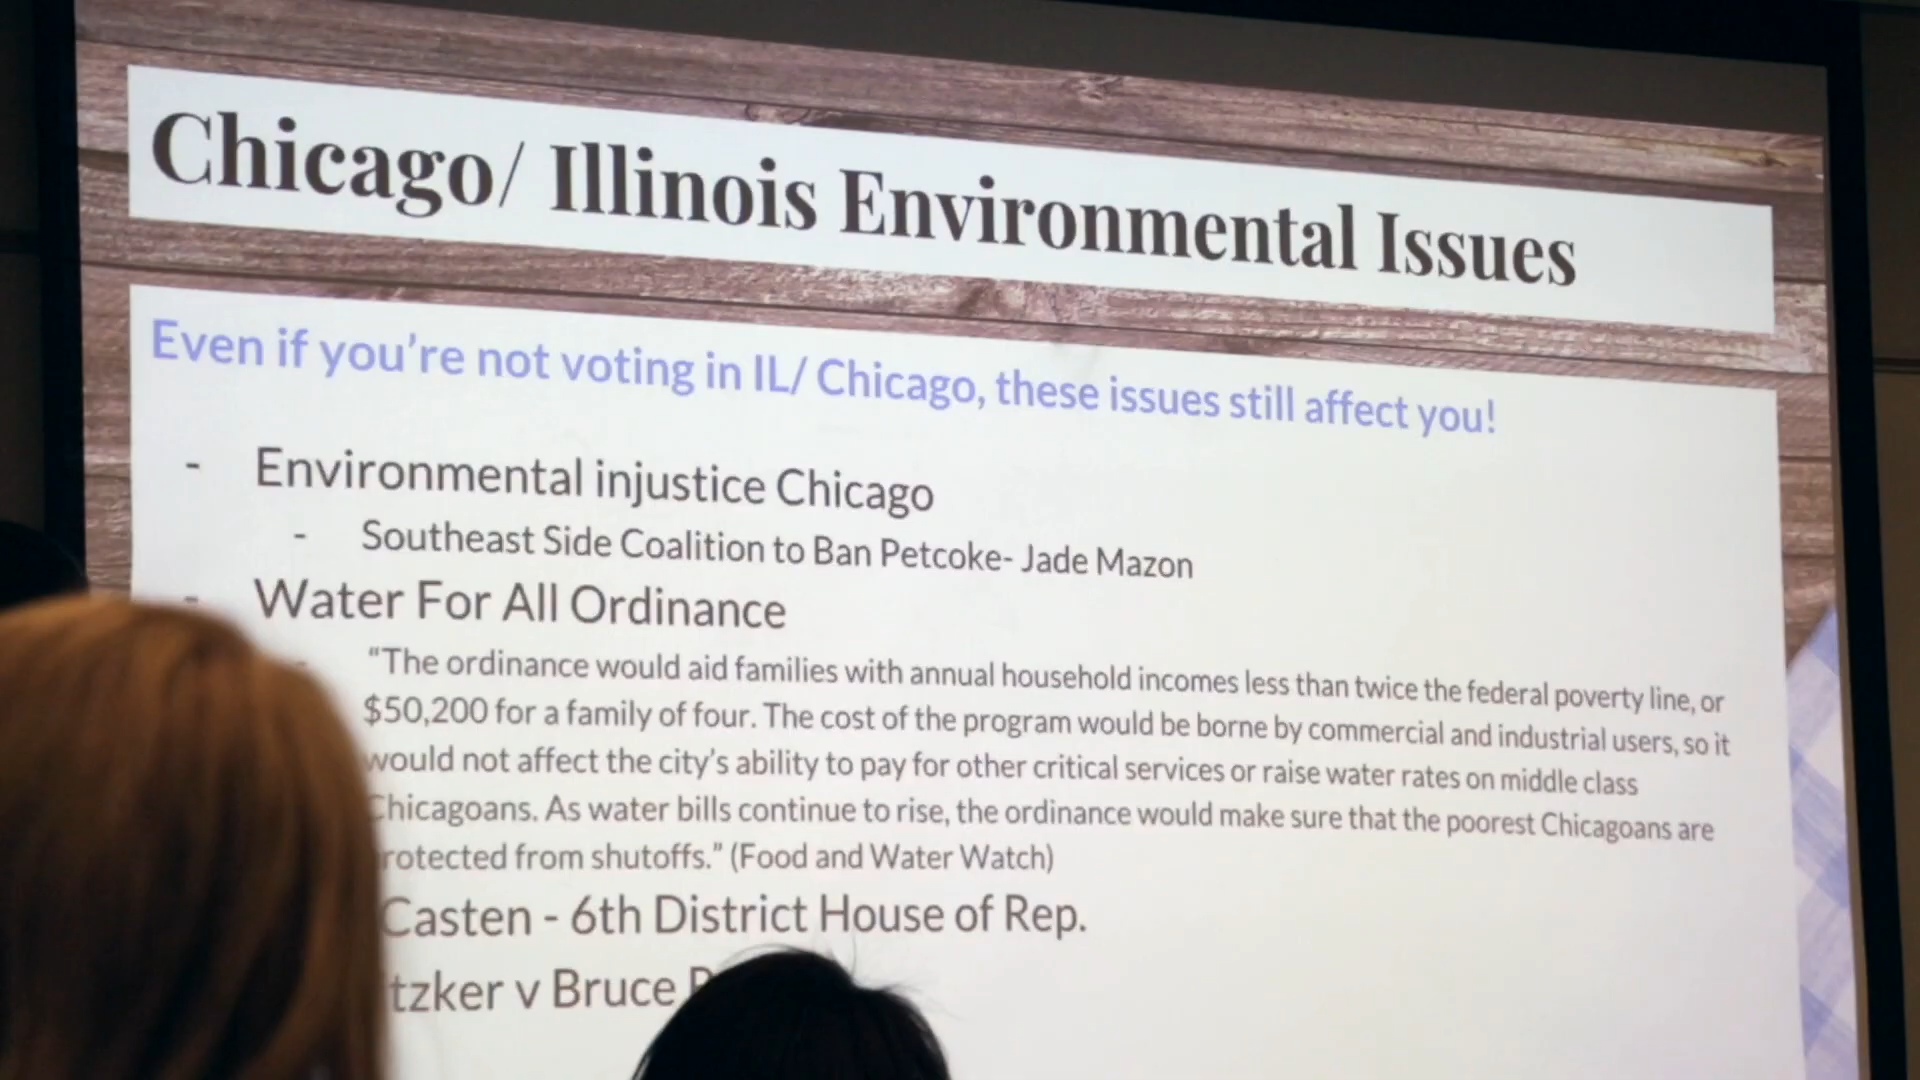 Chicago/ Illinois Environmental Issues
Even if you're not voting in IL/ Chicago, these issues still affect you!
- Environmental injustice Chicago
- Southeast Side Coalition to Ban Petcoke- Jade Mazon
- Water For All Ordinance
- “The ordinance would aid families with annual household incomes less than twice the federal poverty line, or
$50,200 for a family of four. The cost of the program would be borne by commercial and industrial users, so it
would not affect the city's ability to pay for other critical services or raise water rates on middle class
Chicagoans. As water bills continue to rise, the ordinance would make sure that the poorest Chicagoans are
rotected from shutoffs.” (Food and Water Watch)
Casten - 6th District House of Rep.
tzker v Bruce